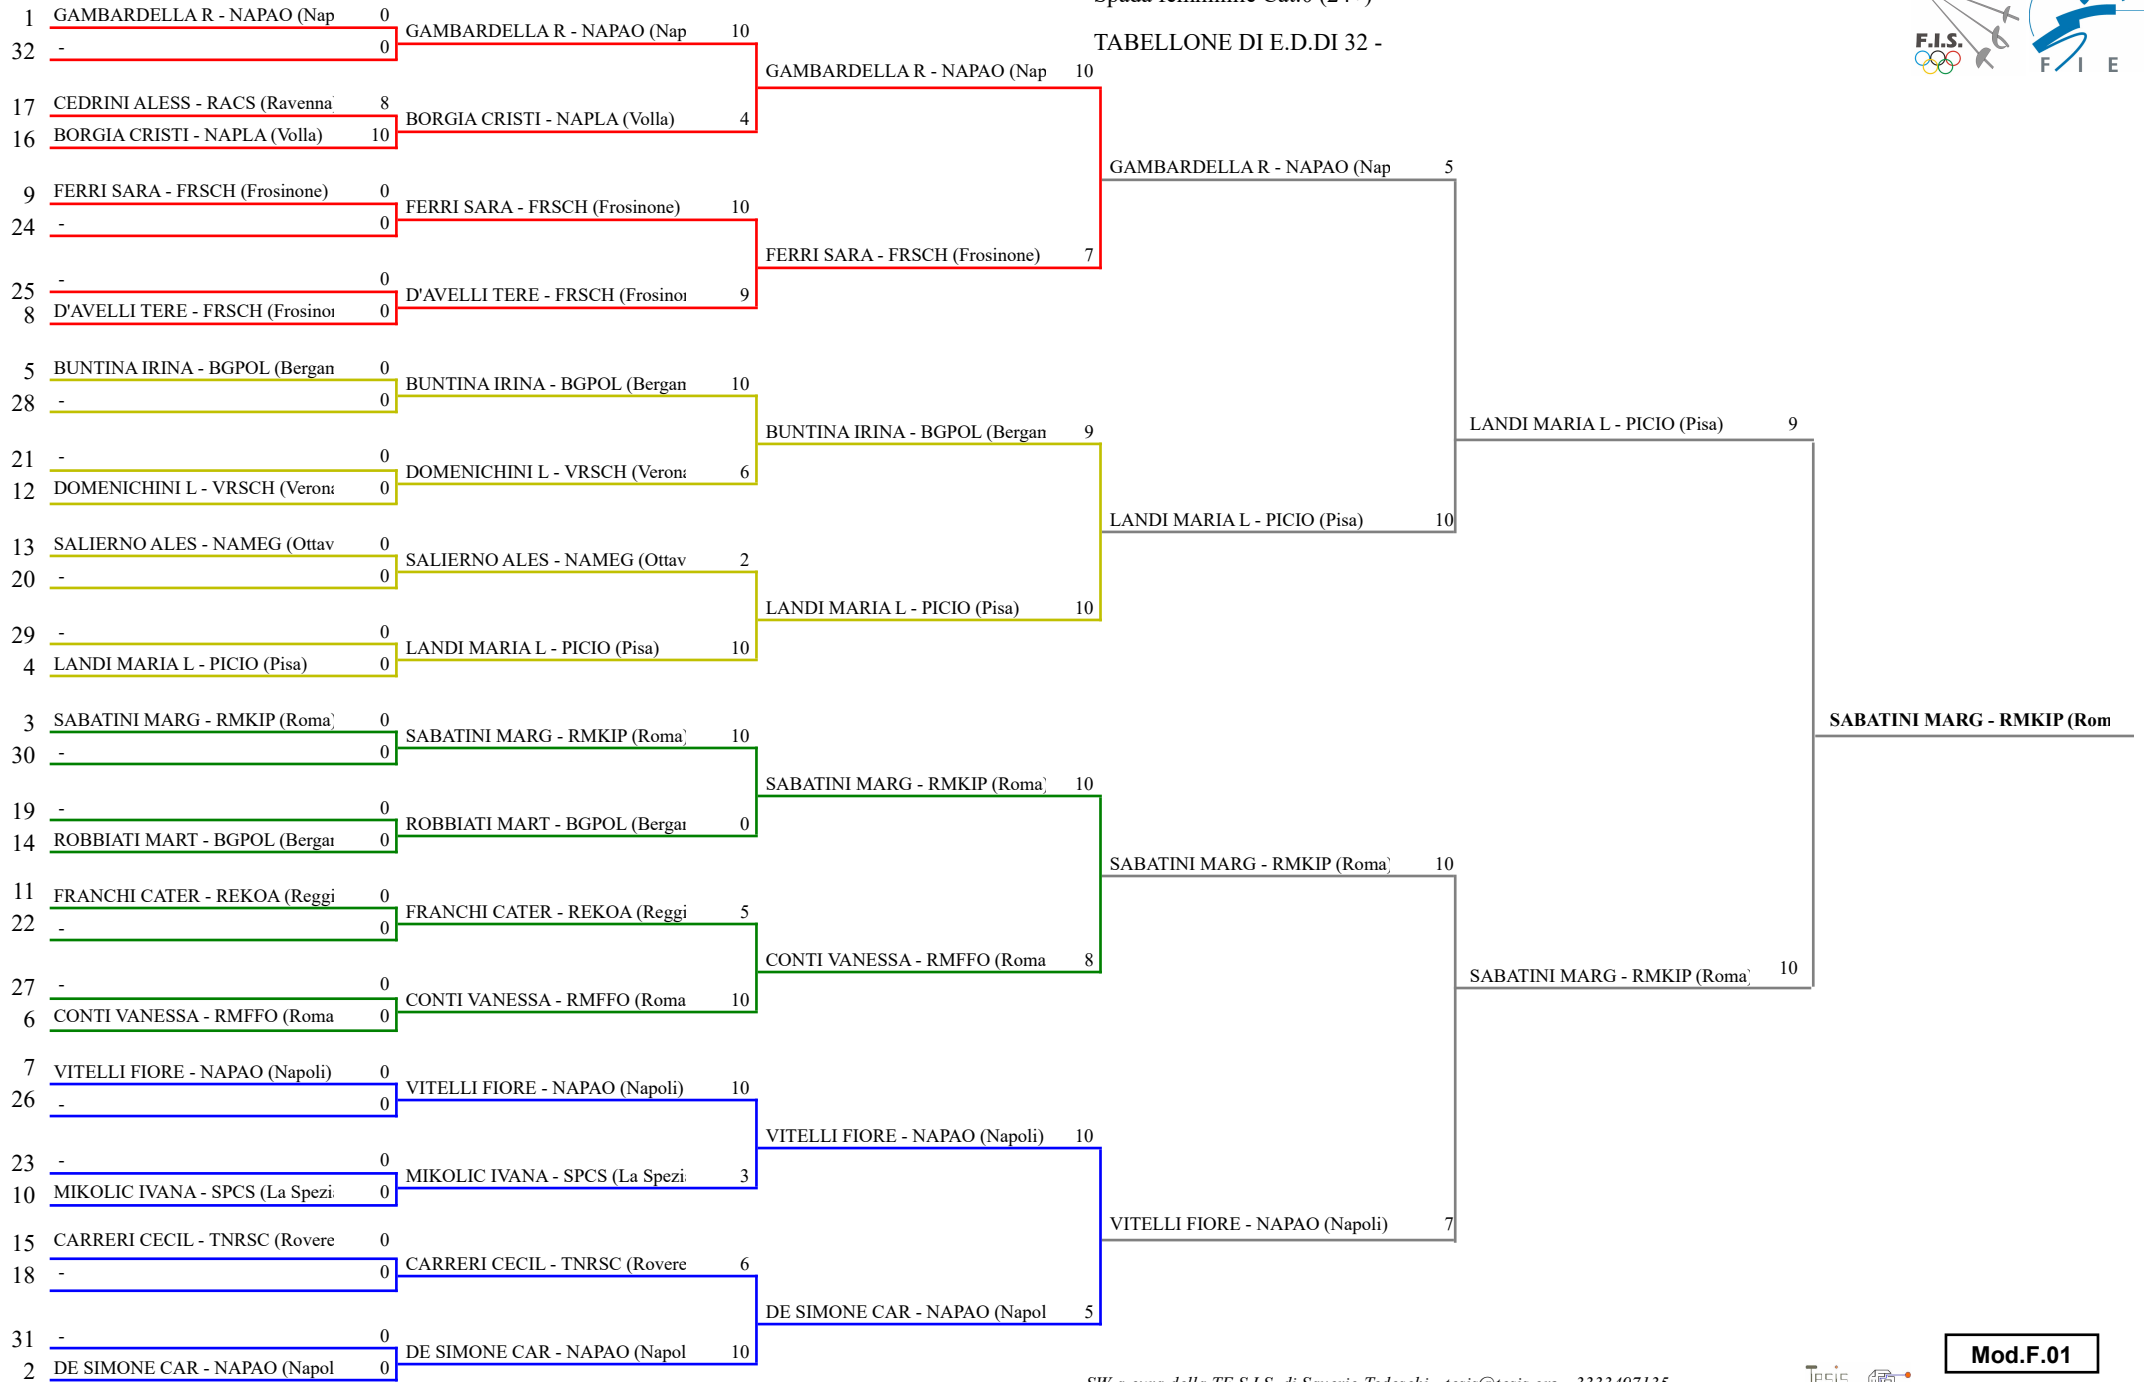 TABELLONE DI E.D.DI 32 -
F.I.S.
F I E
1 GAMBARDELLA R - NAPAO (Nap 0
32 - 0
17 CEDRINI ALESS - RACS (Ravenna 8
16 BORGIA CRISTI - NAPLA (Volla) 10
9 FERRI SARA - FRSCH (Frosinone) 0
24 - 0
25 - 0
8 D'AVELLI TERE - FRSCH (Frosino 0
5 BUNTINA IRINA - BGPOL (Bergan 0
28 - 0
21 - 0
12 DOMENICHINI L - VRSCH (Verona 0
13 SALIERNO ALES - NAMEG (Ottav 0
20 - 0
29 - 0
4 LANDI MARIA L - PICIO (Pisa) 0
3 SABATINI MARG - RMKIP (Roma) 0
30 - 0
19 - 0
14 ROBBIATI MART - BGPOL (Bergar 0
11 FRANCHI CATER - REKOA (Reggi 0
22 - 0
27 - 0
6 CONTI VANESSA - RMFFO (Roma 0
7 VITELLI FIORE - NAPAO (Napoli) 0
26 - 0
23 - 0
10 MIKOLIC IVANA - SPCS (La Spezi 0
15 CARRERI CECIL - TNRSC (Rovere 0
18 - 0
31 - 0
2 DE SIMONE CAR - NAPAO (Napol 0
GAMBARDELLA R - NAPAO (Nap 10
BORGIA CRISTI - NAPLA (Volla) 4
FERRI SARA - FRSCH (Frosinone) 10
D'AVELLI TERE - FRSCH (Frosino 9
BUNTINA IRINA - BGPOL (Bergan 10
DOMENICHINI L - VRSCH (Verona 6
SALIERNO ALES - NAMEG (Ottav 2
LANDI MARIA L - PICIO (Pisa) 10
SABATINI MARG - RMKIP (Roma) 10
ROBBIATI MART - BGPOL (Bergar 0
FRANCHI CATER - REKOA (Reggi 5
CONTI VANESSA - RMFFO (Roma 10
VITELLI FIORE - NAPAO (Napoli) 10
MIKOLIC IVANA - SPCS (La Spezi 3
CARRERI CECIL - TNRSC (Rovere 6
DE SIMONE CAR - NAPAO (Napol 10
GAMBARDELLA R - NAPAO (Nap 10
FERRI SARA - FRSCH (Frosinone) 7
BUNTINA IRINA - BGPOL (Bergan 9
LANDI MARIA L - PICIO (Pisa) 10
SABATINI MARG - RMKIP (Roma) 10
CONTI VANESSA - RMFFO (Roma 8
VITELLI FIORE - NAPAO (Napoli) 10
DE SIMONE CAR - NAPAO (Napol 5
GAMBARDELLA R - NAPAO (Nap 5
LANDI MARIA L - PICIO (Pisa) 10
SABATINI MARG - RMKIP (Roma) 10
VITELLI FIORE - NAPAO (Napoli) 7
LANDI MARIA L - PICIO (Pisa) 9
SABATINI MARG - RMKIP (Roma) 10
SABATINI MARG - RMKIP (Rom
Mod.F.01